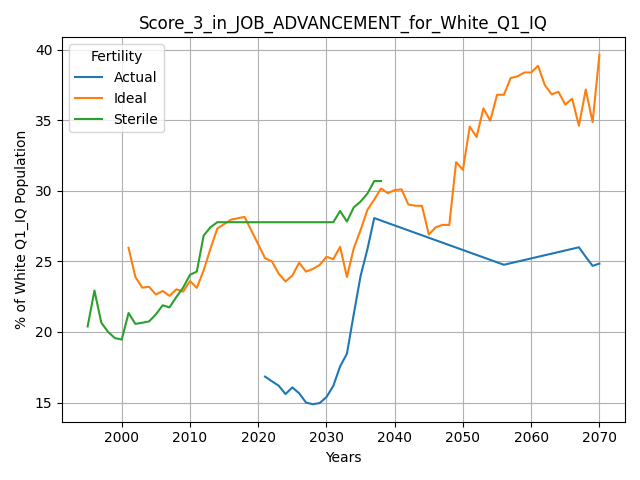 Score_3_in_JOB_ADVANCEMENT_for_White_Q1_IQ
% of White Q1_IQ Population
40
35
30
25
20
15
Fertility
Actual
Ideal
Sterile
2000 2010 2020 2030 2040 2050 2060 2070
Years